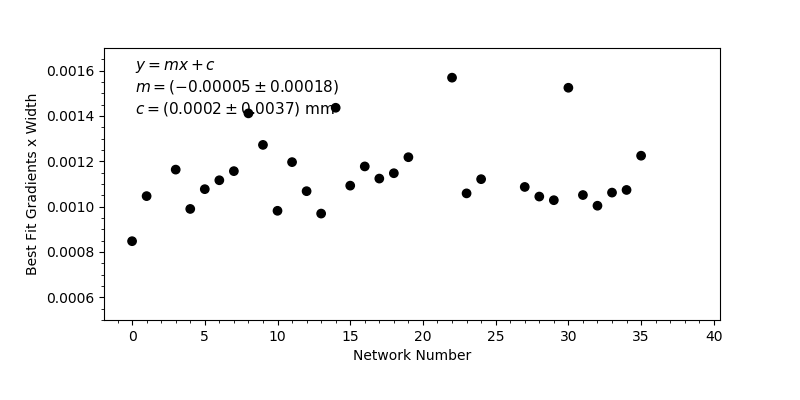 y = mx + c
m = (−0.00005 ± 0.00018)
c = (0.0002 ± 0.0037) mm
Best Fit Gradients x Width
0.0016
0.0014
0.0012
0.0010
0.0008
0.0006
0 5 10 15 20 25 30 35 40
Network Number